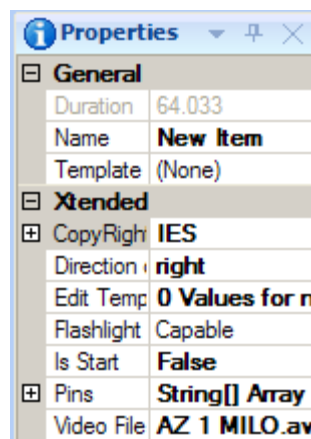 Properties
General
Duration 64.033
Name New Item
Template (None)
Xtended
CopyRigh IES
Direction right
Edit Temp 0 Values for n
Flashlight Capable
Is Start False
Pins String[] Array
Video File AZ 1 MILO.av